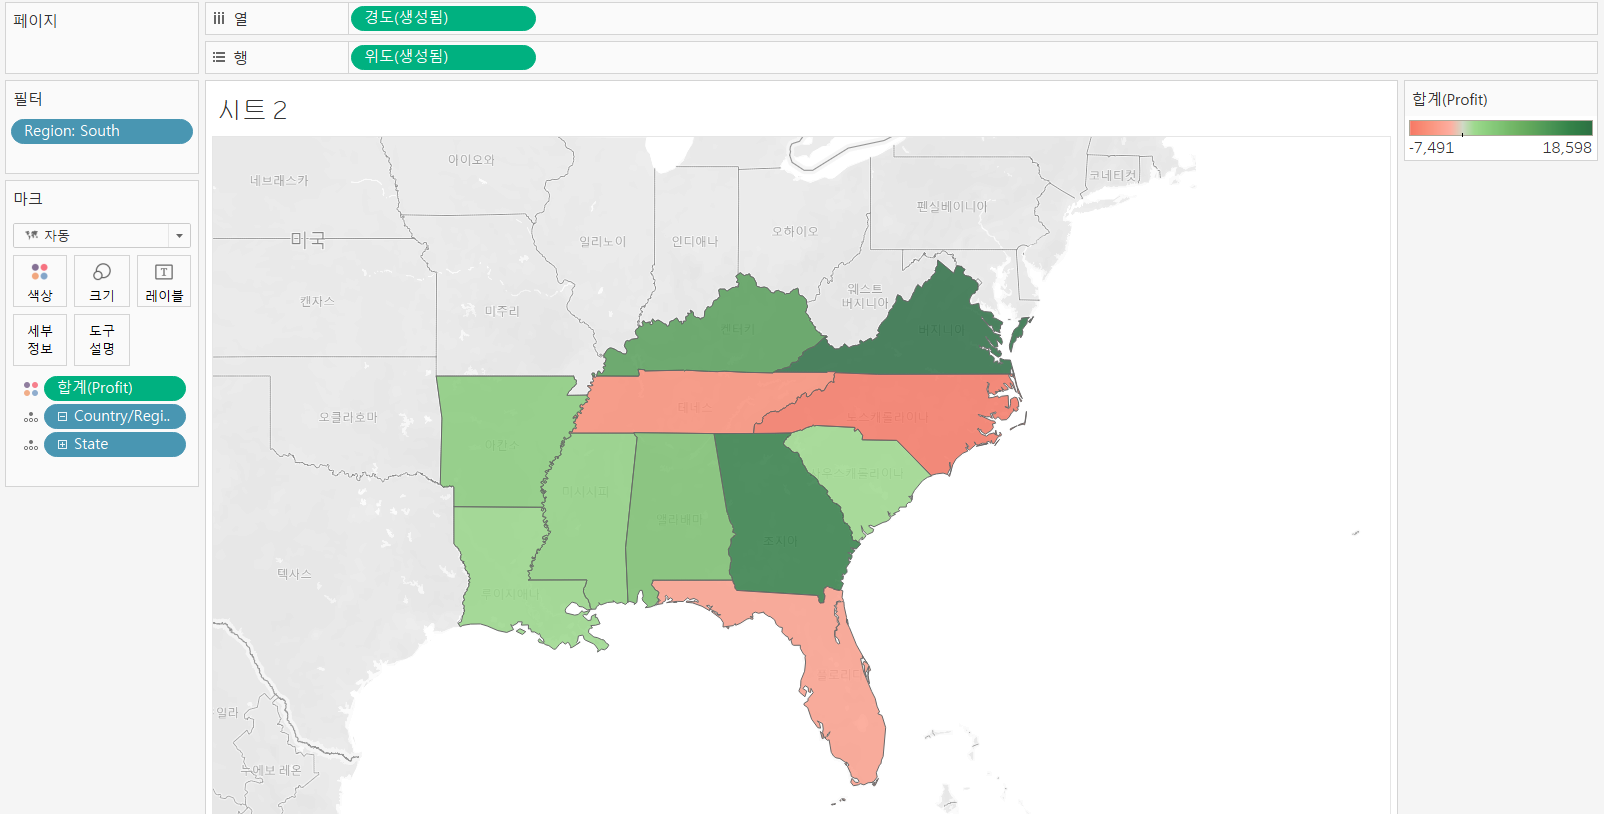 페이지
열
경도(생성됨)
행
위도(생성됨)
필터
Region: South
마크
자동
색상
크기
레이블
세부
정보
도구
설명
합계(Profit)
Country/Regi..
State
시트 2
아이오와
네브래스카
코네티컷
펜실베이니아
미국
일리노이
인디애나
오하이오
캔자스
미주리
웨스트
버지니아
켄터키
버지니아
오클라호마
테네스
노스캐롤라이나
아칸소
사우스캐롤라이나
미시시피
앨라배마
조지아
텍사스
루이지애나
플로리다
일라
누에보 레온
합계(Profit)
-7,491
18,598